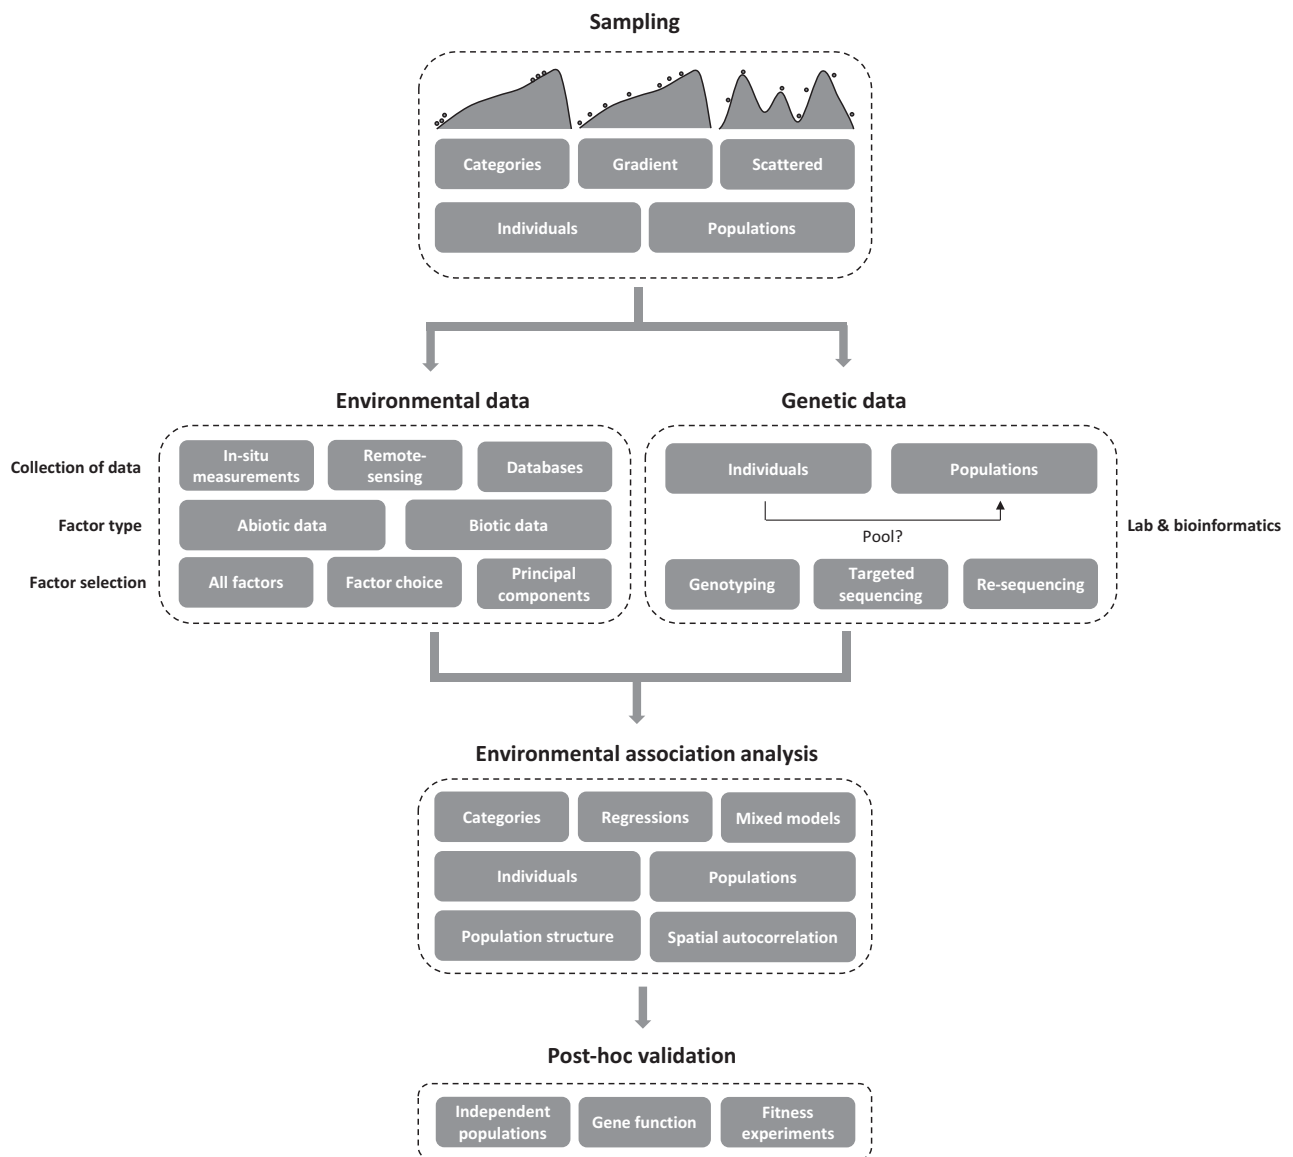 Sampling
Categories
Gradient
Scattered
Individuals
Populations
Environmental data
Genetic data
Collection of data
In-situ
measurements
Remote-
sensing
Databases
Individuals
Populations
Factor type
Abiotic data
Biotic data
Pool?
Lab & bioinformatics
Factor selection
All factors
Factor choice
Principal
components
Genotyping
Targeted
sequencing
Re-sequencing
Environmental association analysis
Categories
Regressions
Mixed models
Individuals
Populations
Population structure
Spatial autocorrelation
Post-hoc validation
Independent
populations
Gene function
Fitness
experiments